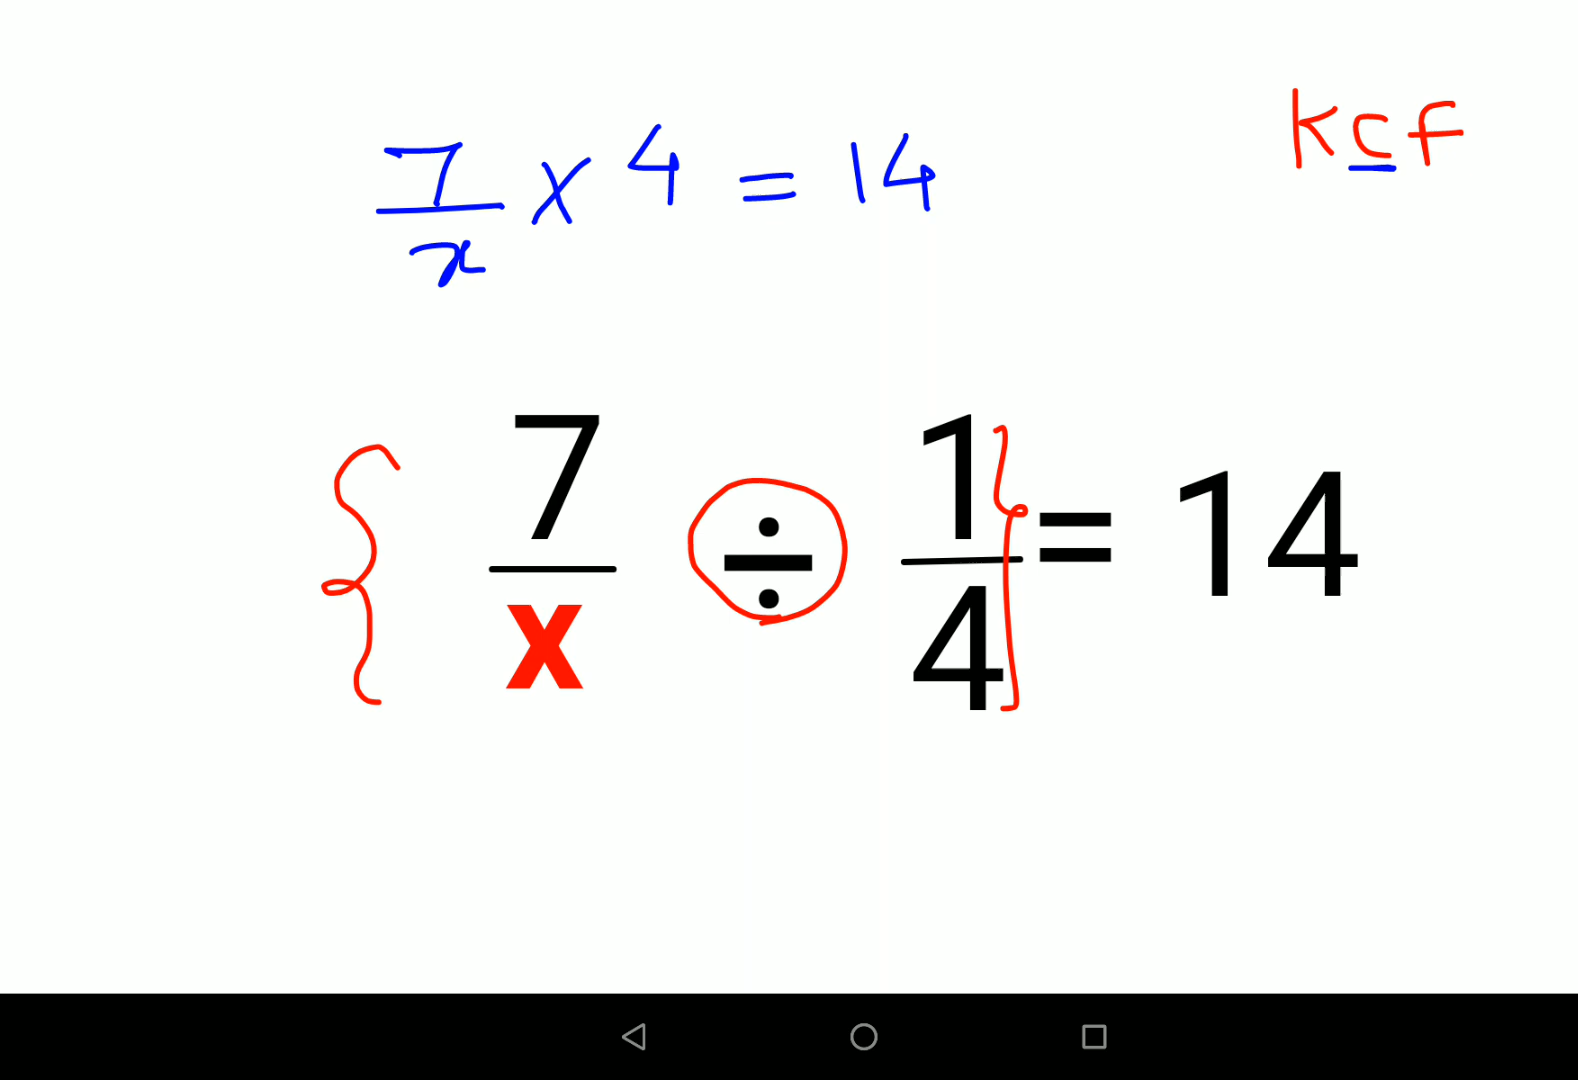 kcf
7/x × 4 = 14
7/x ÷ 1/4 = 14